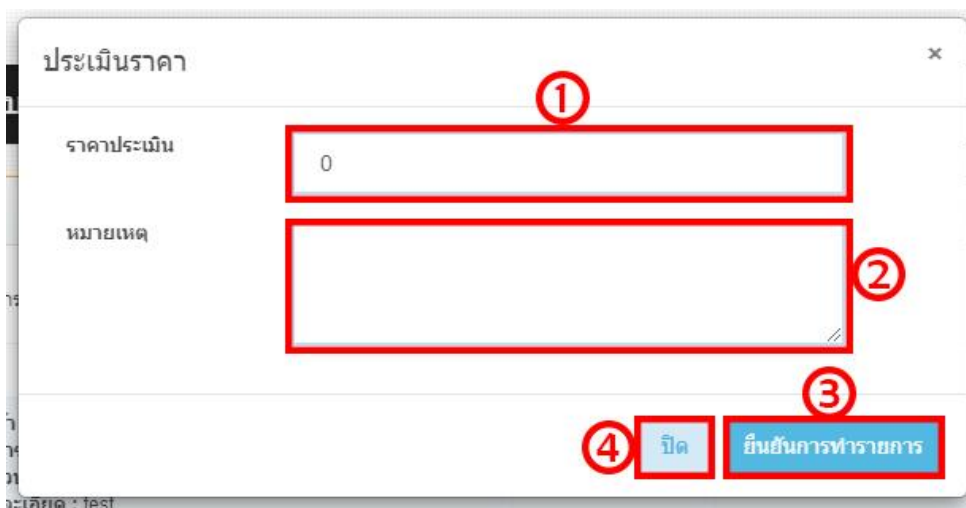 ประเมินราคา
×
①
ราคาประเมิน
0
หมายเหตุ
②
③
④ ปิด ยืนยันการทำรายการ
: test